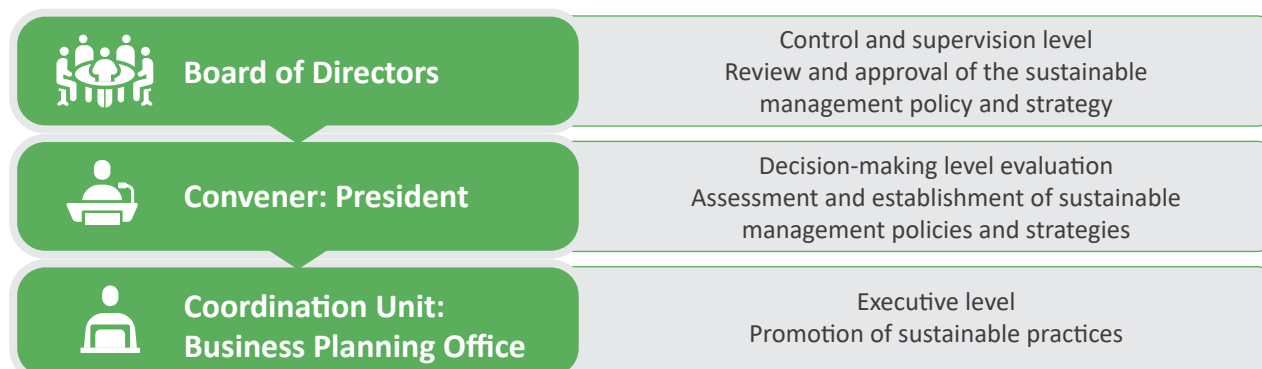 Board of Directors
Control and supervision level
Review and approval of the sustainable
management policy and strategy
Convener: President
Decision-making level evaluation
Assessment and establishment of sustainable
management policies and strategies
Coordination Unit:
Business Planning Office
Executive level
Promotion of sustainable practices